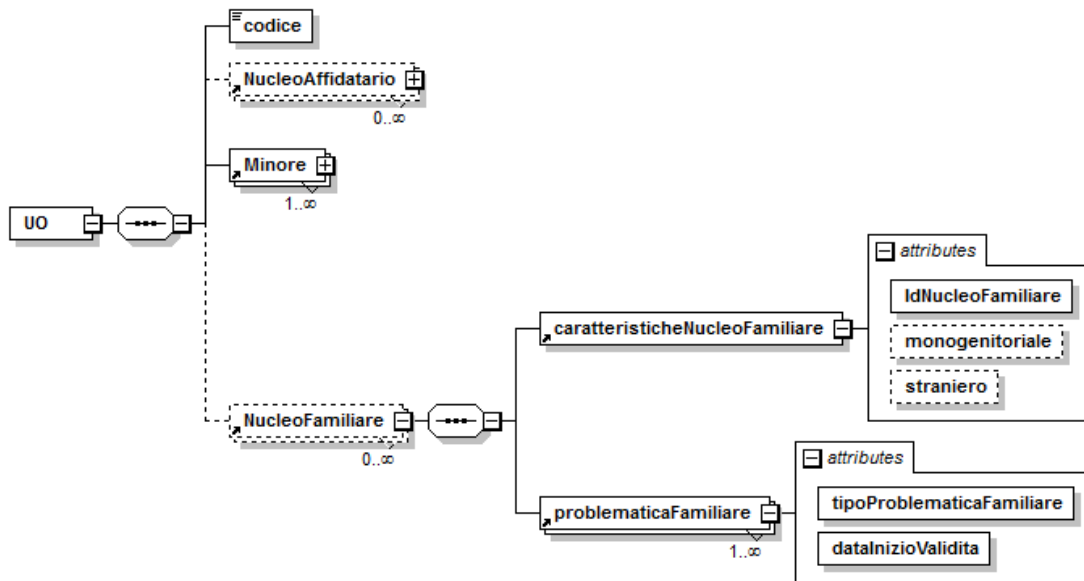 codice
NucleoAffidatario
0..∞
Minore
1..∞
UO
attributes
IdNucleoFamiliare
caratteristicheNucleoFamiliare
monogenitoriale
straniero
NucleoFamiliare
0..∞
attributes
tipoProblematicaFamiliare
problematicaFamiliare
1..∞
dataInizioValidita